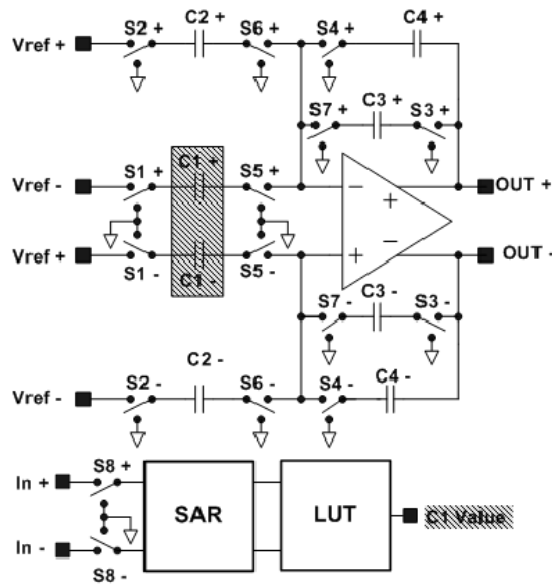 S2 + C2 + S6 + S4 + C4 +
Vref +
S7 + C3 + S3 +
S1 + C1 + S5 +
Vref - − + OUT +
Vref + + − OUT -
S1 - C1 - S5 -
S7 - C3 - S3 -
C2 -
S2 - S6 - S4 - C4 -
Vref -
S8 +
In +
SAR LUT C1 Value
In -
S8 -